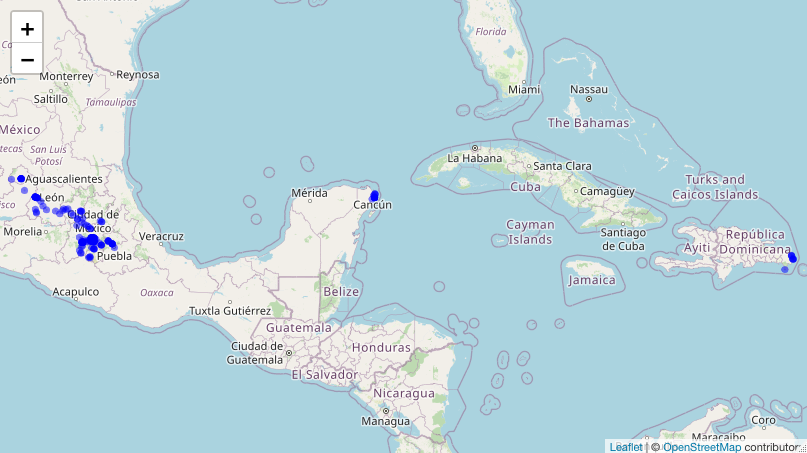 +
−
Monterrey
Reynosa
Saltillo
Tamaulipas
México
San Luis
Potosí
Aguascalientes
León
Ciudad de
México
Morelia
Puebla
Veracruz
Acapulco
Oaxaca
Tuxtla Gutiérrez
Mérida
Cancún
Belize
Guatemala
Ciudad de
Guatemala
Honduras
El Salvador
Nicaragua
Managua
Florida
Miami
Nassau
The Bahamas
La Habana
Santa Clara
Cuba
Camagüey
Santiago
de Cuba
Cayman
Islands
Jamaica
Turks and
Caicos Islands
Ayiti
República
Dominicana
Coro
Maracaibo
Leaflet | © OpenStreetMap contributors